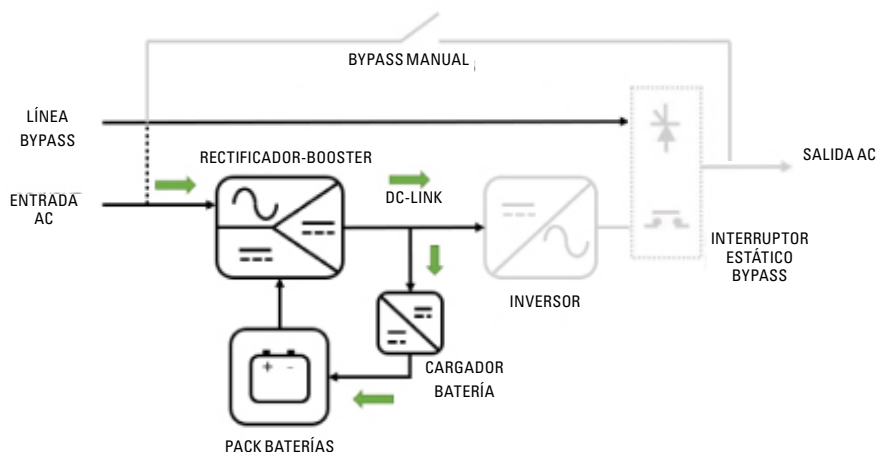 BYPASS MANUAL
LÍNEA
BYPASS
RECTIFICADOR-BOOSTER
SALIDA AC
ENTRADA
AC
DC-LINK
INTERRUPTOR
ESTÁTICO
BYPASS
INVERSOR
CARGADOR
BATERÍA
+ -
PACK BATERÍAS